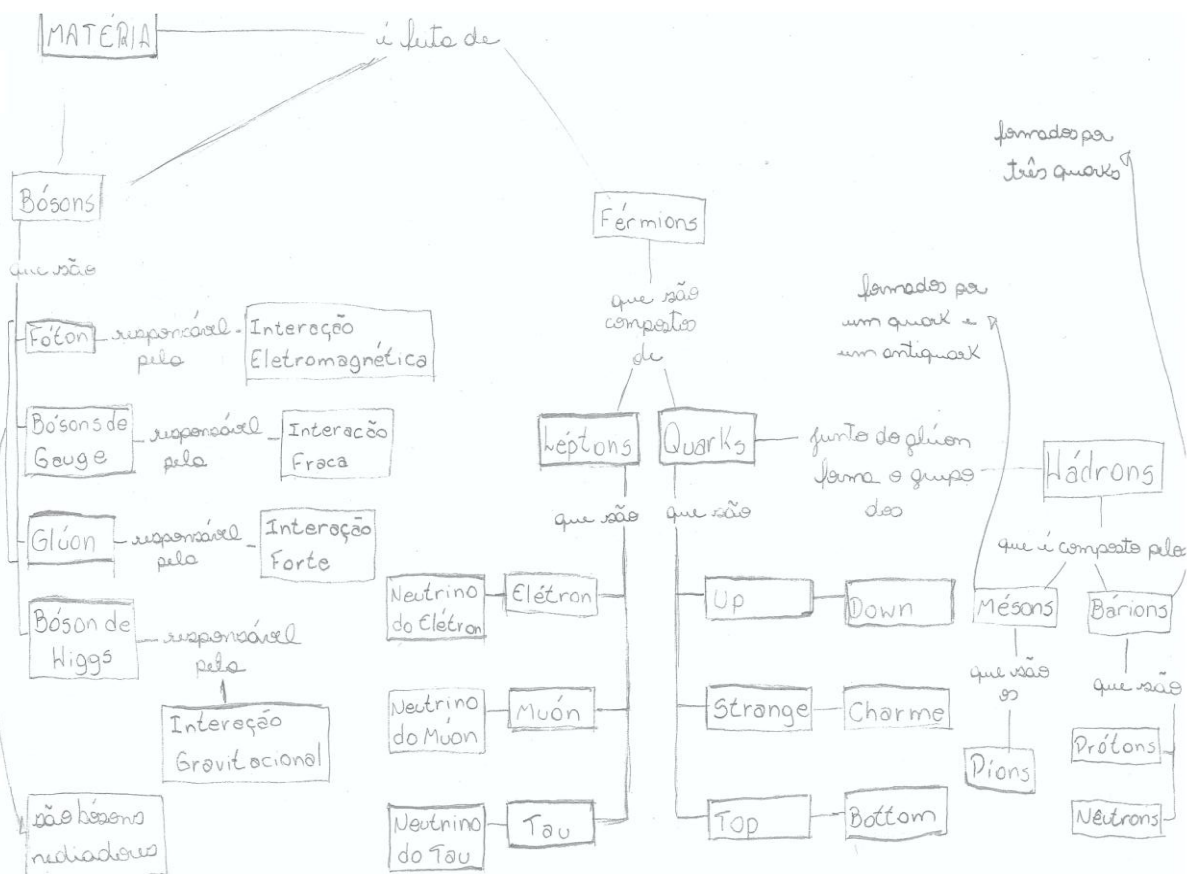 MATÉRIA
é feita de
Bósons
que são
Fóton
responsável
pela
Interação
Eletromagnética
Bósons de
Gauge
responsável
pela
Interação
Fraca
Glúon
responsável
pela
Interação
Forte
Bóson de
Higgs
responsável
pela
Interação
Gravitacional
são bósons
mediadores
Férmions
que são
compostos
de
Léptons
que são
Elétron
Neutrino
do Elétron
Muón
Neutrino
do Múon
Tau
Neutrino
do Tau
Quarks
que são
Up
Down
Strange
Charme
Top
Bottom
junto do glúon
forma o grupo
dos
Hádrons
que é composto pelos
Mésons
formados por
um quark e
um antiquark
que são
os
Píons
Bárions
formados por
três quarks
que são
Prótons
Nêutrons